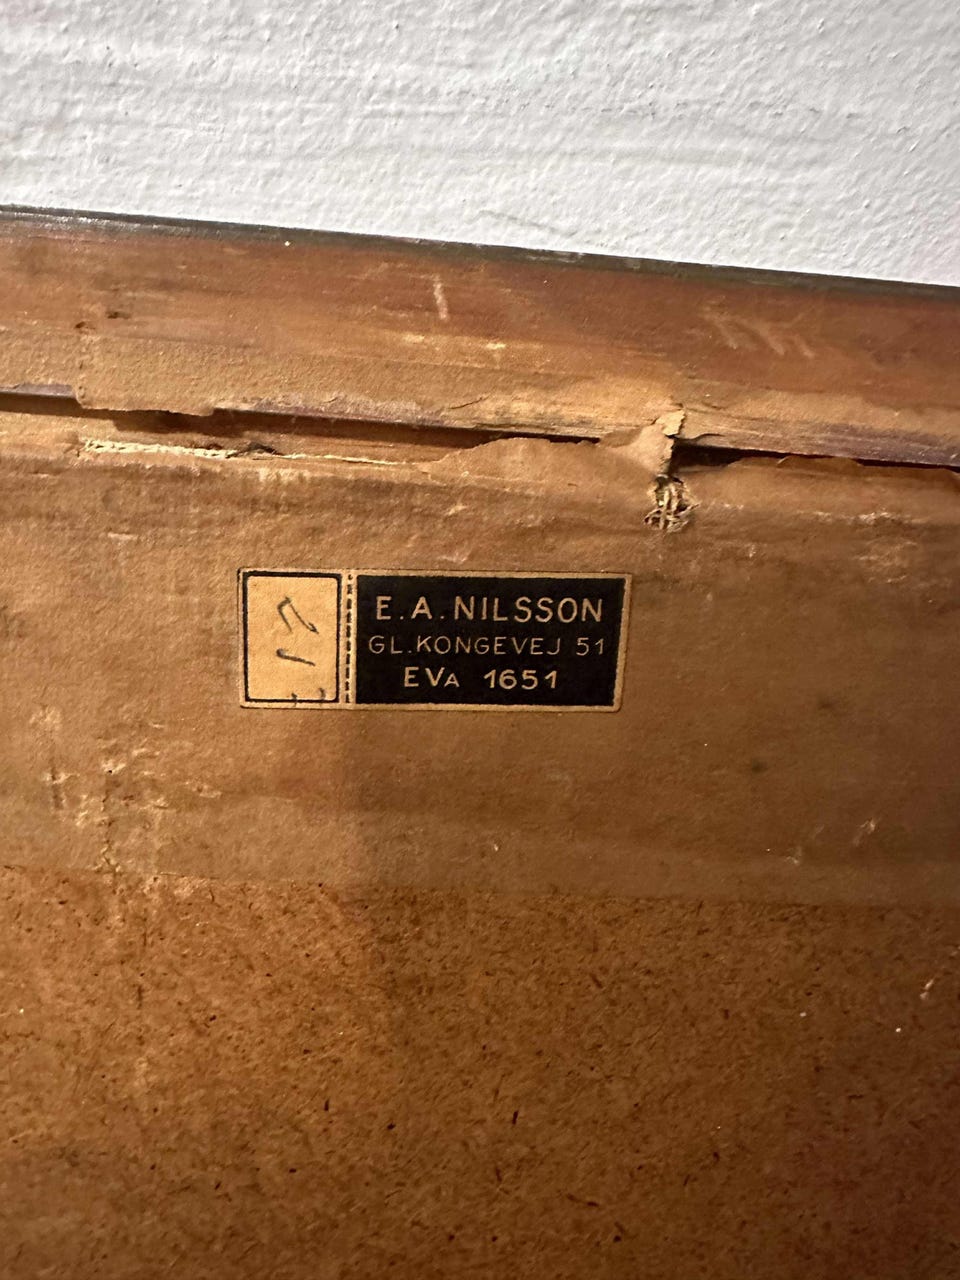 E.A. NILSSON
GL. KONGEVEJ 51
EVA 1651